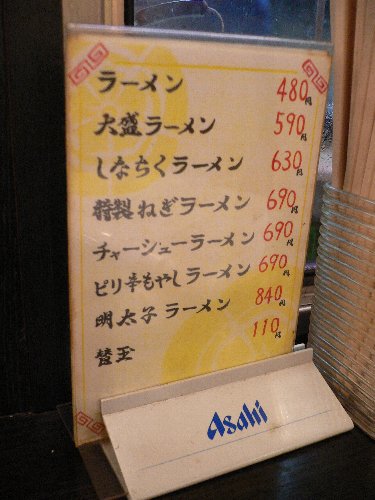 ラーメン 480円
大盛ラーメン 590円
しなちくラーメン 630円
特製ねぎラーメン 690円
チャーシューラーメン 690円
ピリ辛もやしラーメン 690円
明太子ラーメン 840円
替玉 110円
Asahi